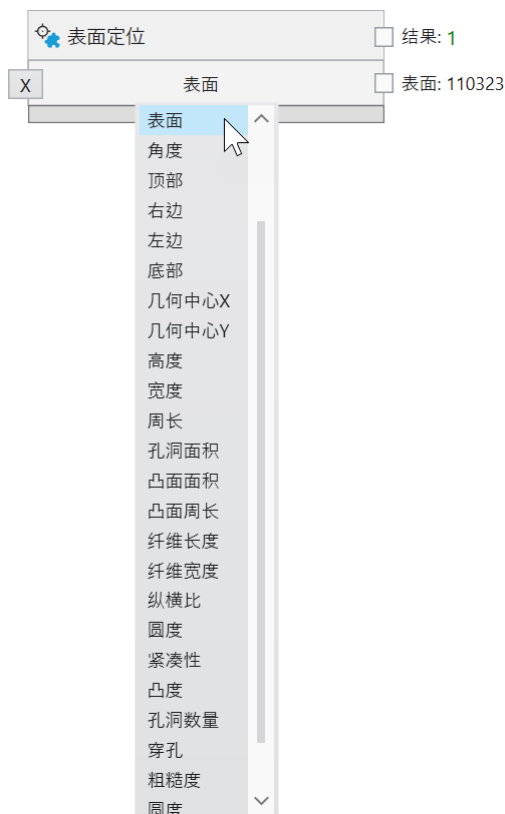 表面定位
结果: 1
X
表面
表面: 110323
表面
角度
顶部
右边
左边
底部
几何中心X
几何中心Y
高度
宽度
周长
孔洞面积
凸面面积
凸面周长
纤维长度
纤维宽度
纵横比
圆度
紧凑性
凸度
孔洞数量
穿孔
粗糙度
圆度